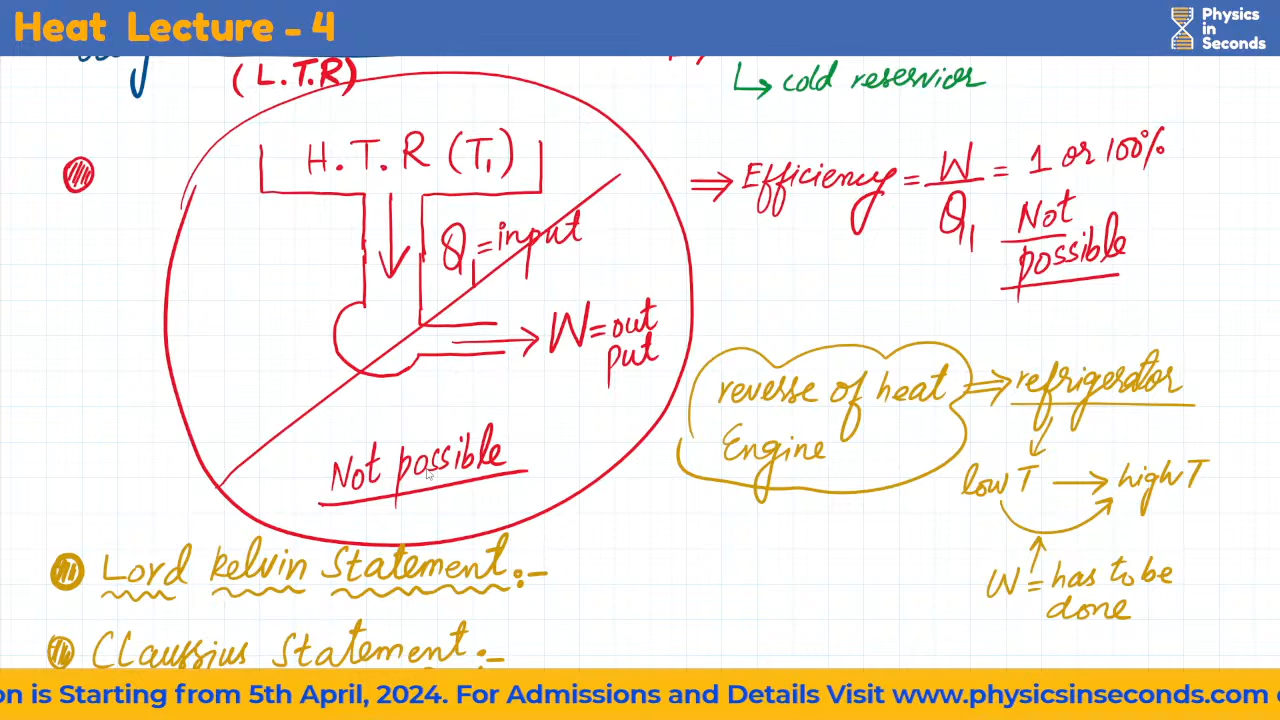 Heat Lecture - 4
Physics
in
Seconds
(L.T.R)
↳ cold reservior
H.T.R (T₁)
Q₁ = input
W = out
put
Not possible
⇒ Efficiency = W/Q₁ = 1 or 100%
Not
possible
reverse of heat
Engine
⇒ refrigerator
low T → high T
W = has to be
done
Lord Kelvin Statement :-
Claussius Statement :-
on is Starting from 5th April, 2024. For Admissions and Details Visit www.physicsinseconds.com